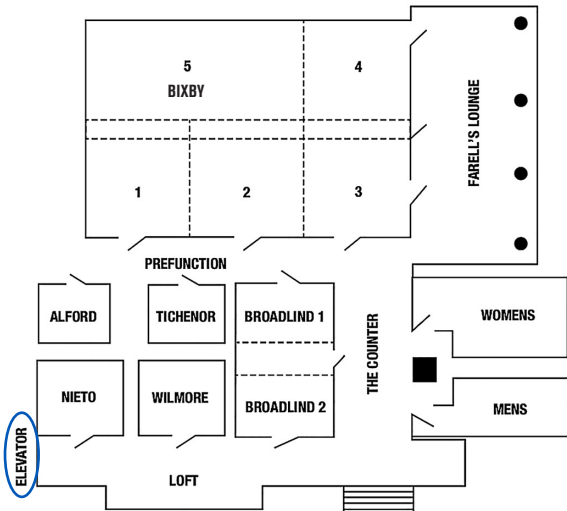 5
BIXBY
4
FARELL'S LOUNGE
1
2
3
PREFUNCTION
ALFORD
TICHENOR
BROADLIND 1
THE COUNTER
WOMENS
NIETO
WILMORE
BROADLIND 2
MENS
ELEVATOR
LOFT